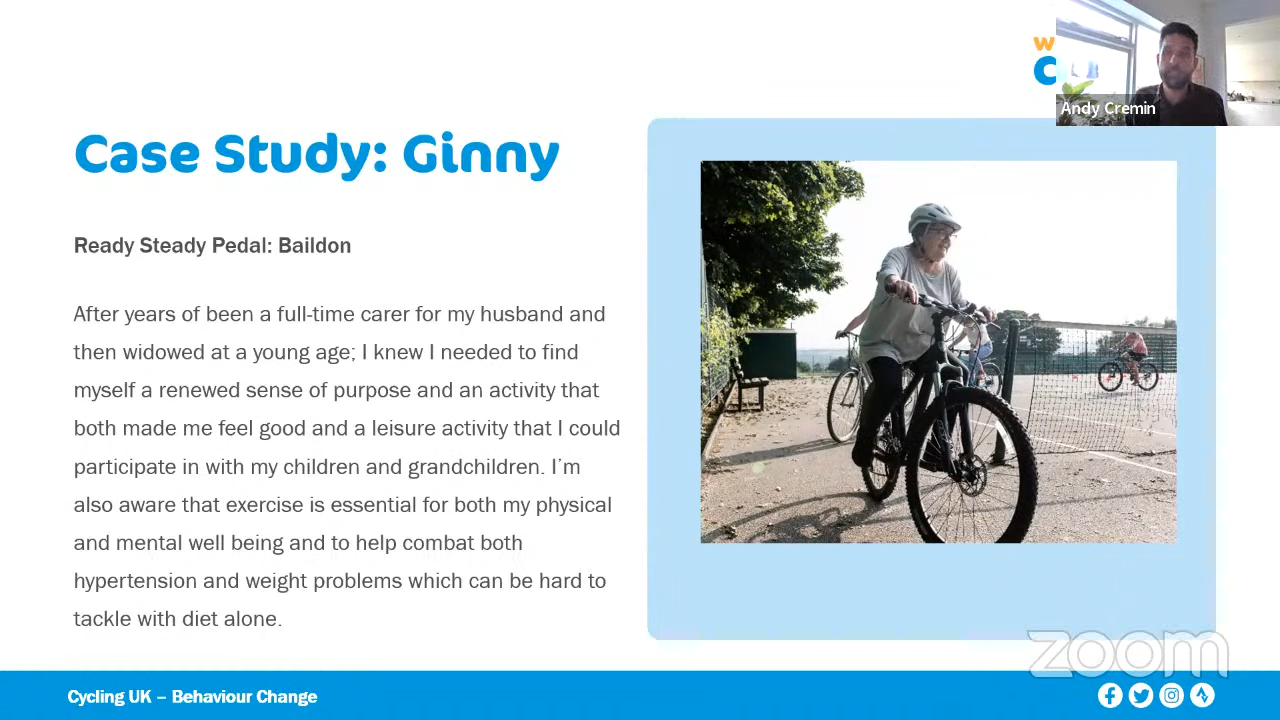 W
C
Andy Cremin
Case Study: Ginny
Ready Steady Pedal: Baildon
After years of been a full-time carer for my husband and
then widowed at a young age; I knew I needed to find
myself a renewed sense of purpose and an activity that
both made me feel good and a leisure activity that I could
participate in with my children and grandchildren. I’m
also aware that exercise is essential for both my physical
and mental well being and to help combat both
hypertension and weight problems which can be hard to
tackle with diet alone.
zoom
Cycling UK – Behaviour Change